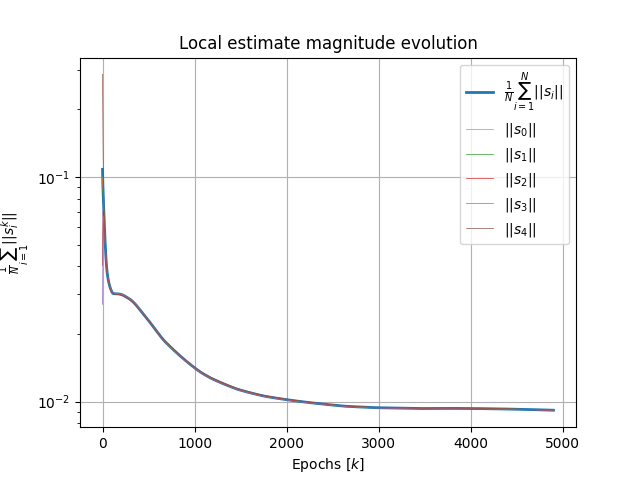 Local estimate magnitude evolution
$\frac{1}{N}\sum_{i=1}^{N}||s_i||$
$||s_0||$
$||s_1||$
$||s_2||$
$||s_3||$
$||s_4||$
$10^{-1}$
$10^{-2}$
$\frac{1}{N}\sum_{i=1}^{N}||s_i^k||$
0 1000 2000 3000 4000 5000
Epochs [$k$]